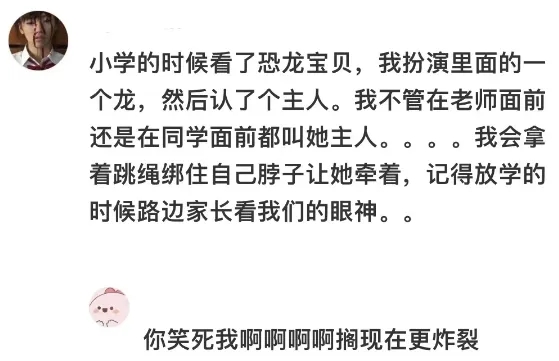 小学的时候看了恐龙宝贝，我扮演里面的一
个龙，然后认了个主人。我不管在老师面前
还是在同学面前都叫她主人。。。。我会拿
着跳绳绑住自己脖子让她牵着，记得放学的
时候路边家长看我们的眼神。。
你笑死我啊啊啊啊搁现在更炸裂